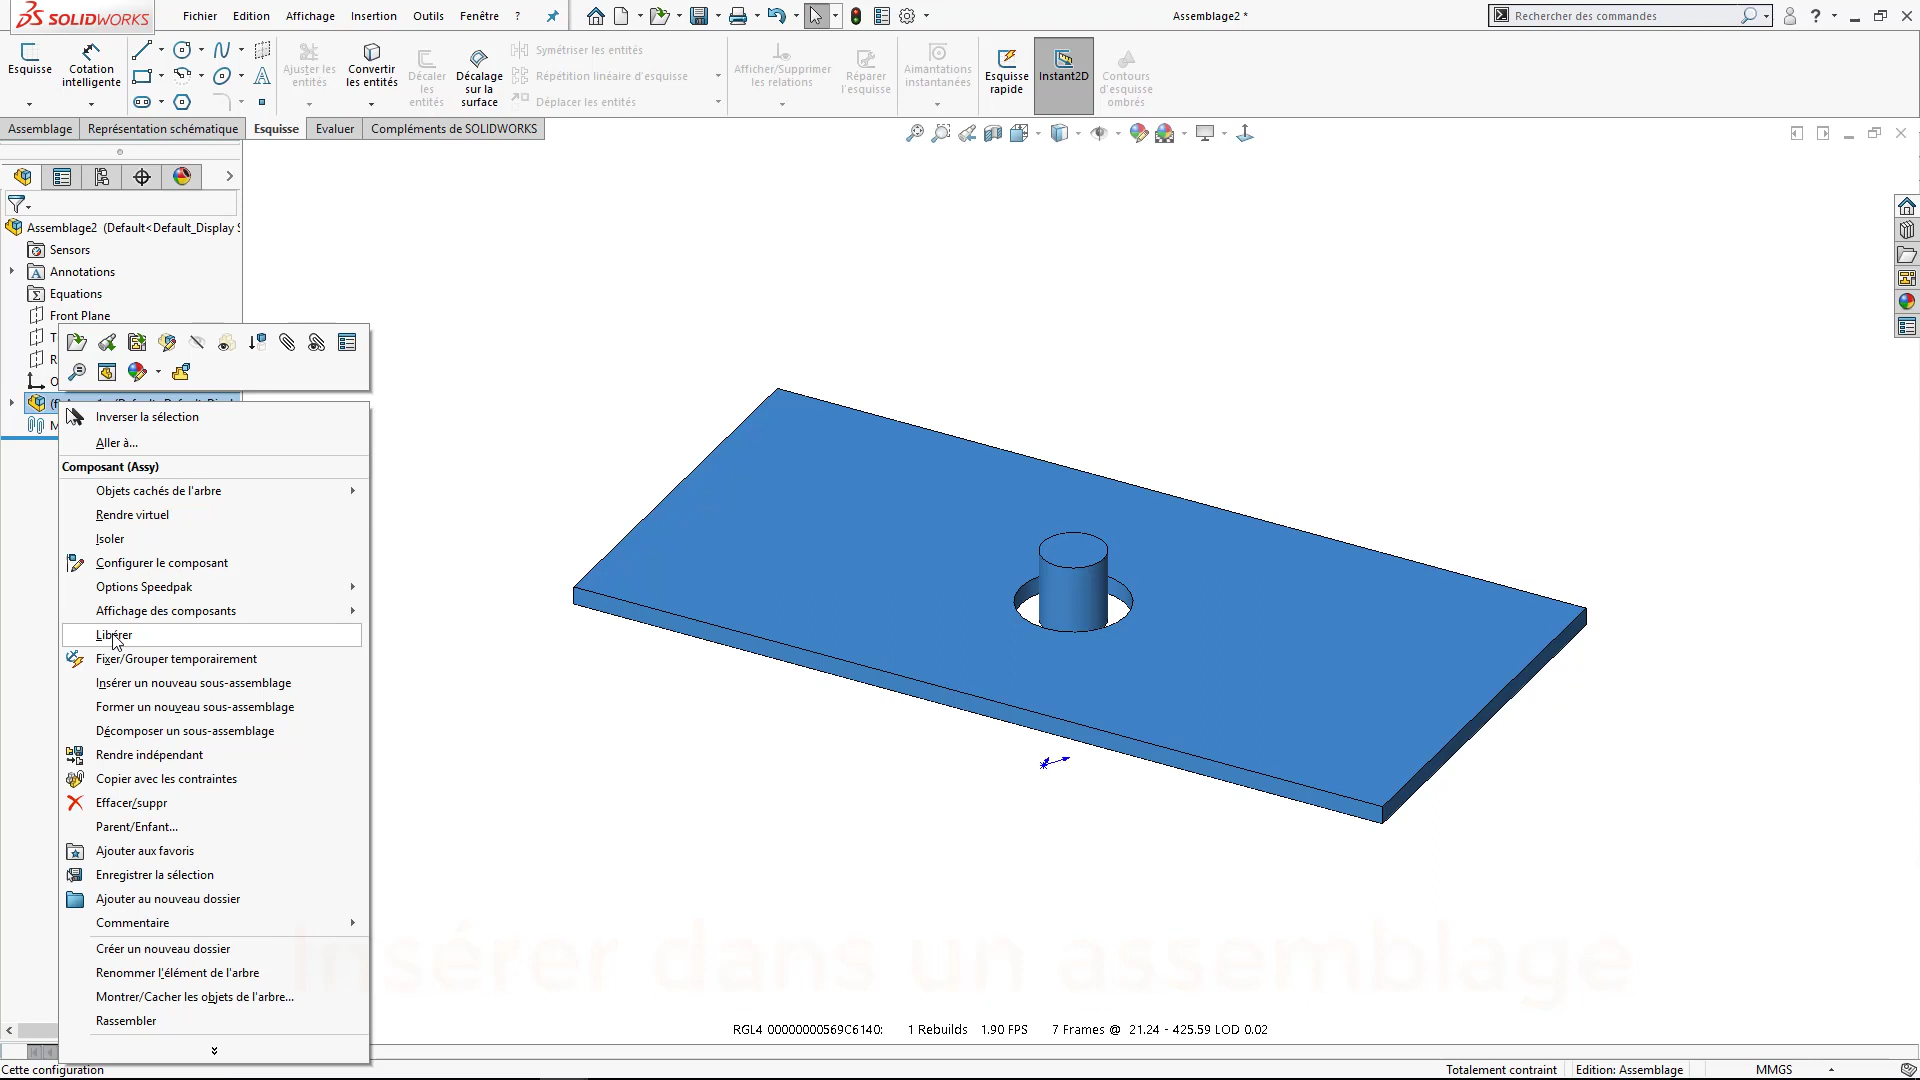 SOLIDWORKS
Fichier
Edition
Affichage
Insertion
Outils
Fenêtre
?
Assemblage2 *
Rechercher des commandes
?
Esquisse
Cotation intelligente
Ajuster les entités
Convertir les entités
Décaler les entités
Décalage sur la surface
Symétriser les entités
Répétition linéaire d'esquisse
Déplacer les entités
Afficher/Supprimer les relations
Réparer l'esquisse
Aimantations instantanées
Esquisse rapide
Instant2D
Contours d'esquisse ombrés
Assemblage
Représentation schématique
Esquisse
Evaluer
Compléments de SOLIDWORKS
Assemblage2 (Default<Default_Display
Sensors
Annotations
Equations
Front Plane
Inverser la sélection
Aller à...
Composant (Assy)
Objets cachés de l'arbre
Rendre virtuel
Isoler
Configurer le composant
Options Speedpak
Affichage des composants
Libérer
Fixer/Grouper temporairement
Insérer un nouveau sous-assemblage
Former un nouveau sous-assemblage
Décomposer un sous-assemblage
Rendre indépendant
Copier avec les contraintes
Effacer/suppr
Parent/Enfant...
Ajouter aux favoris
Enregistrer la sélection
Ajouter au nouveau dossier
Commentaire
Créer un nouveau dossier
Renommer l'élément de l'arbre
Montrer/Cacher les objets de l'arbre...
Rassembler
Insérer dans un assemblage
RGL4 00000000569C6140: 1 Rebuilds 1.90 FPS 7 Frames @ 21.24 - 425.59 LOD 0.02
Cette configuration
Totalement contraint
Edition: Assemblage
MMGS